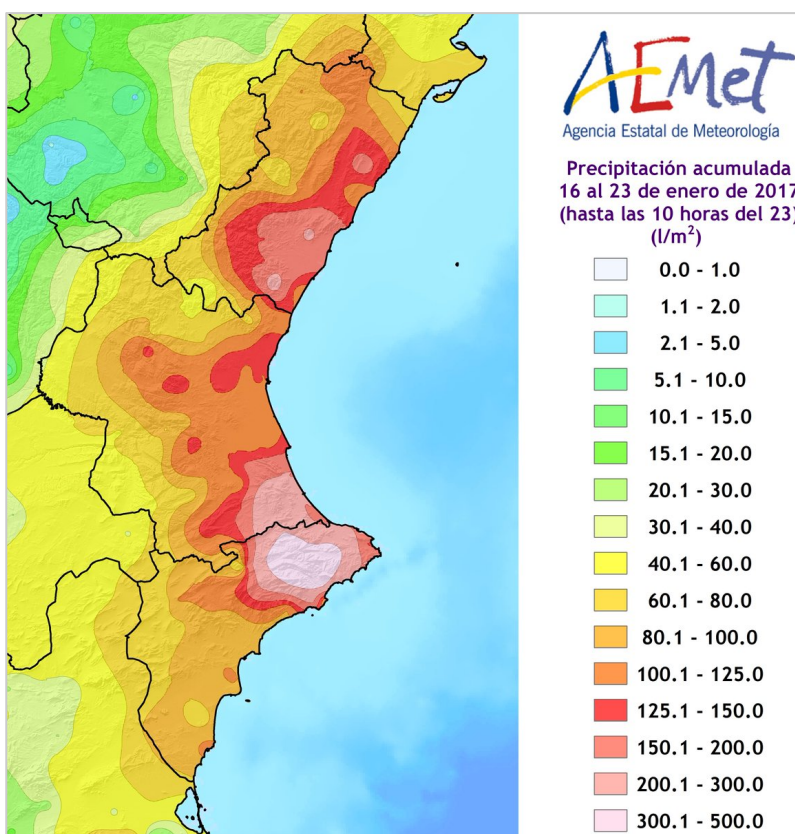 AEMet
Agencia Estatal de Meteorología
Precipitación acumulada
16 al 23 de enero de 2017
(hasta las 10 horas del 23)
(l/m²)
0.0 - 1.0
1.1 - 2.0
2.1 - 5.0
5.1 - 10.0
10.1 - 15.0
15.1 - 20.0
20.1 - 30.0
30.1 - 40.0
40.1 - 60.0
60.1 - 80.0
80.1 - 100.0
100.1 - 125.0
125.1 - 150.0
150.1 - 200.0
200.1 - 300.0
300.1 - 500.0